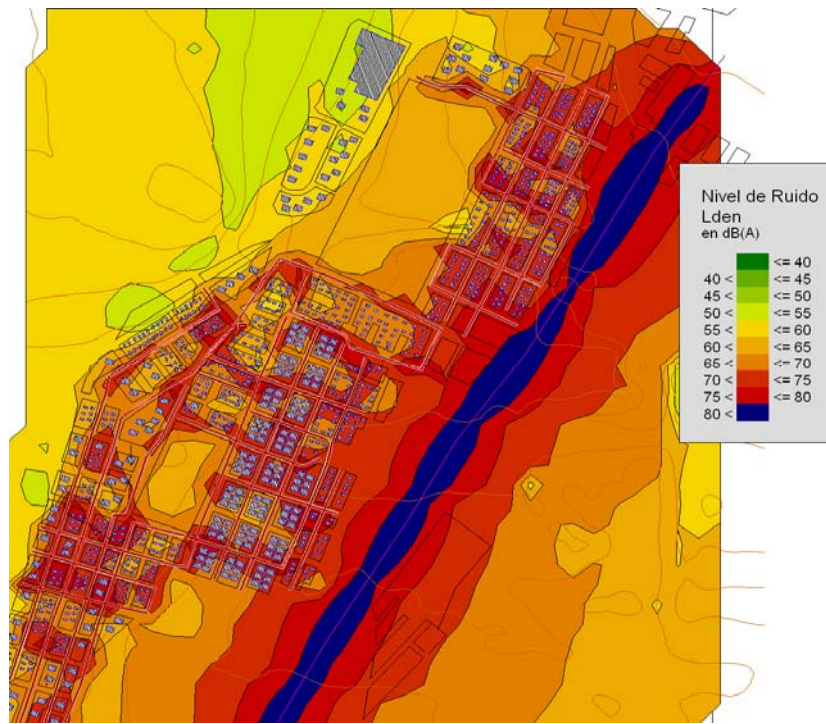 Nivel de Ruido
Lden
en dB(A)
<= 40
40 < <= 45
45 < <= 50
50 < <= 55
55 < <= 60
60 < <= 65
65 < <= 70
70 < <= 75
75 < <= 80
80 <